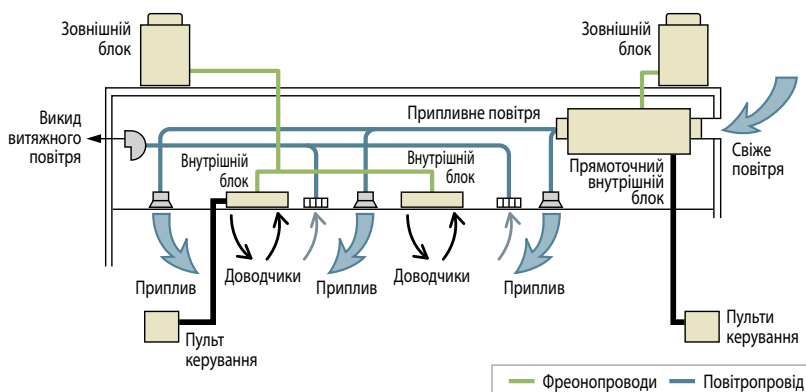 Зовнішній
блок
Зовнішній
блок
Викид
витяжного
повітря
Припливне повітря
Свіже
повітря
Внутрішній
блок
Внутрішній
блок
Прямоточний
внутрішній
блок
Приплив
Доводчики
Приплив
Доводчики
Приплив
Пульт
керування
Пульти
керування
Фреонопроводи
Повітропровід